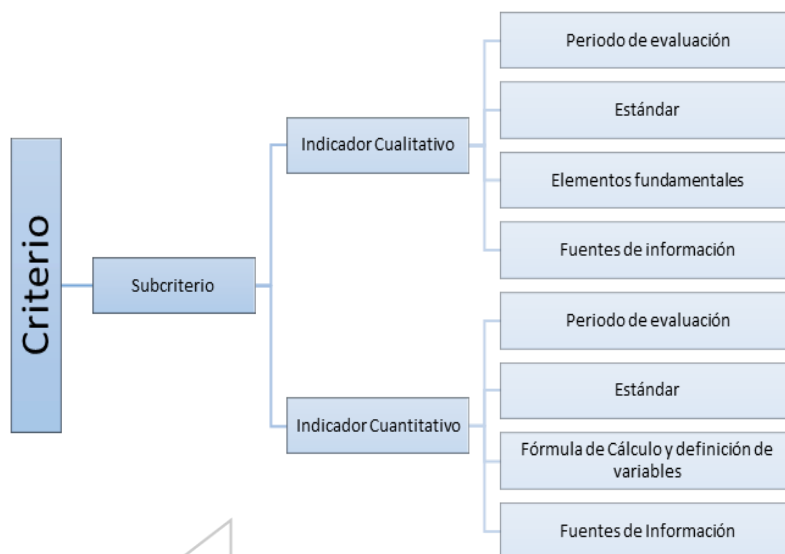 Criterio
Subcriterio
Indicador Cualitativo
Periodo de evaluación
Estándar
Elementos fundamentales
Fuentes de información
Indicador Cuantitativo
Periodo de evaluación
Estándar
Fórmula de Cálculo y definición de
variables
Fuentes de Información